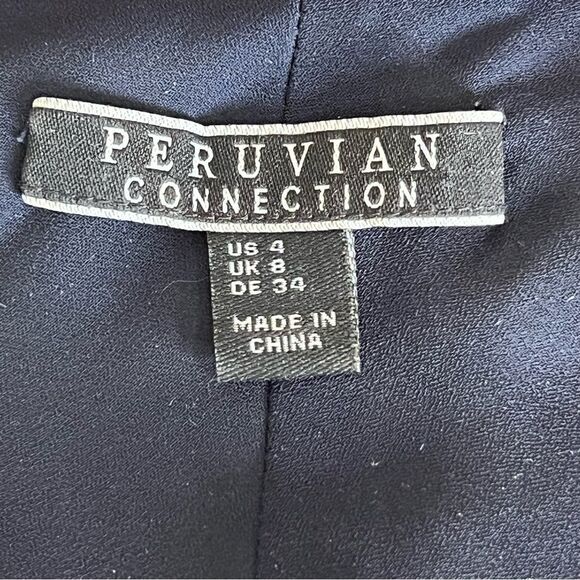 PERUVIAN
CONNECTION
US 4
UK 8
DE 34
MADE IN
CHINA